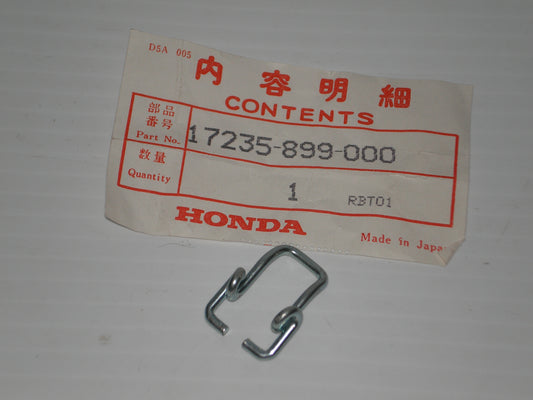 D5A 005
内容明細
CONTENTS
部品番号
Part No.
17235-899-000
数量
Quantity
1
RBT01
HONDA
Made in Japan